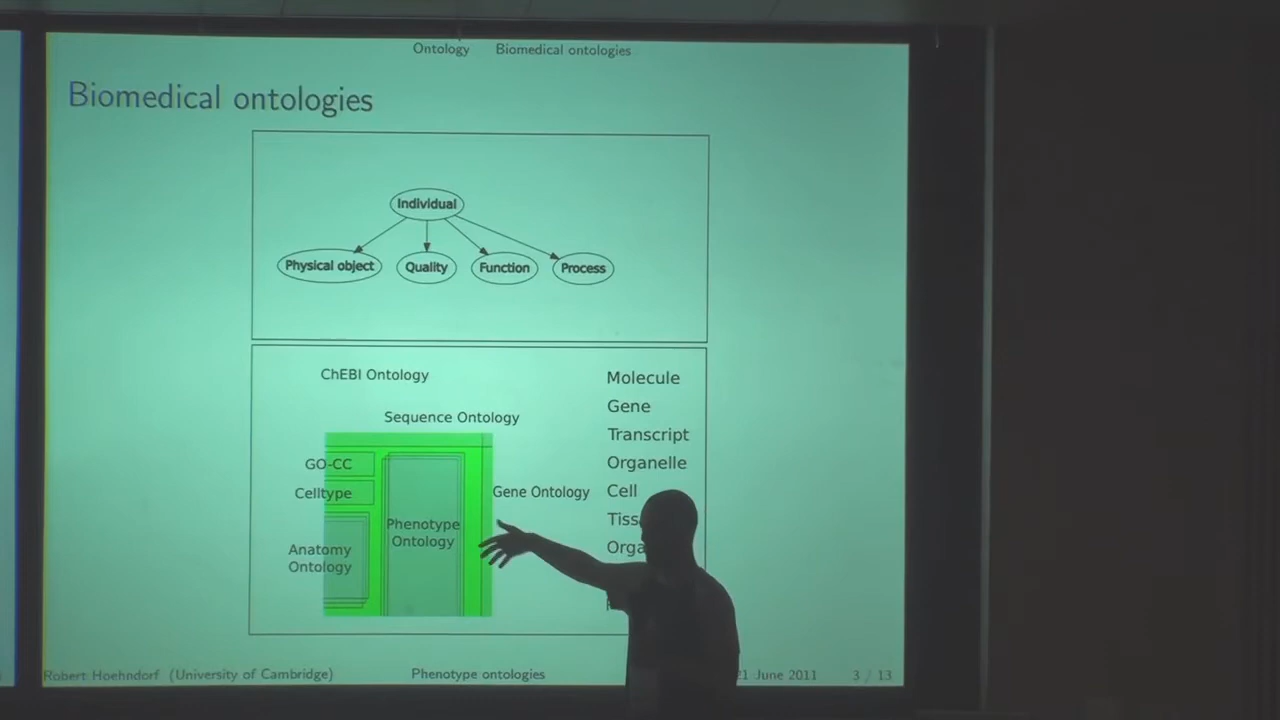 Ontology Biomedical ontologies
Biomedical ontologies
Individual
Physical object Quality Function Process
ChEBI Ontology
Sequence Ontology
GO-CC
Celltype
Anatomy
Ontology
Phenotype
Ontology
Gene Ontology
Molecule
Gene
Transcript
Organelle
Cell
Robert Hoehndorf (University of Cambridge) Phenotype ontologies 21 June 2011 3 / 13